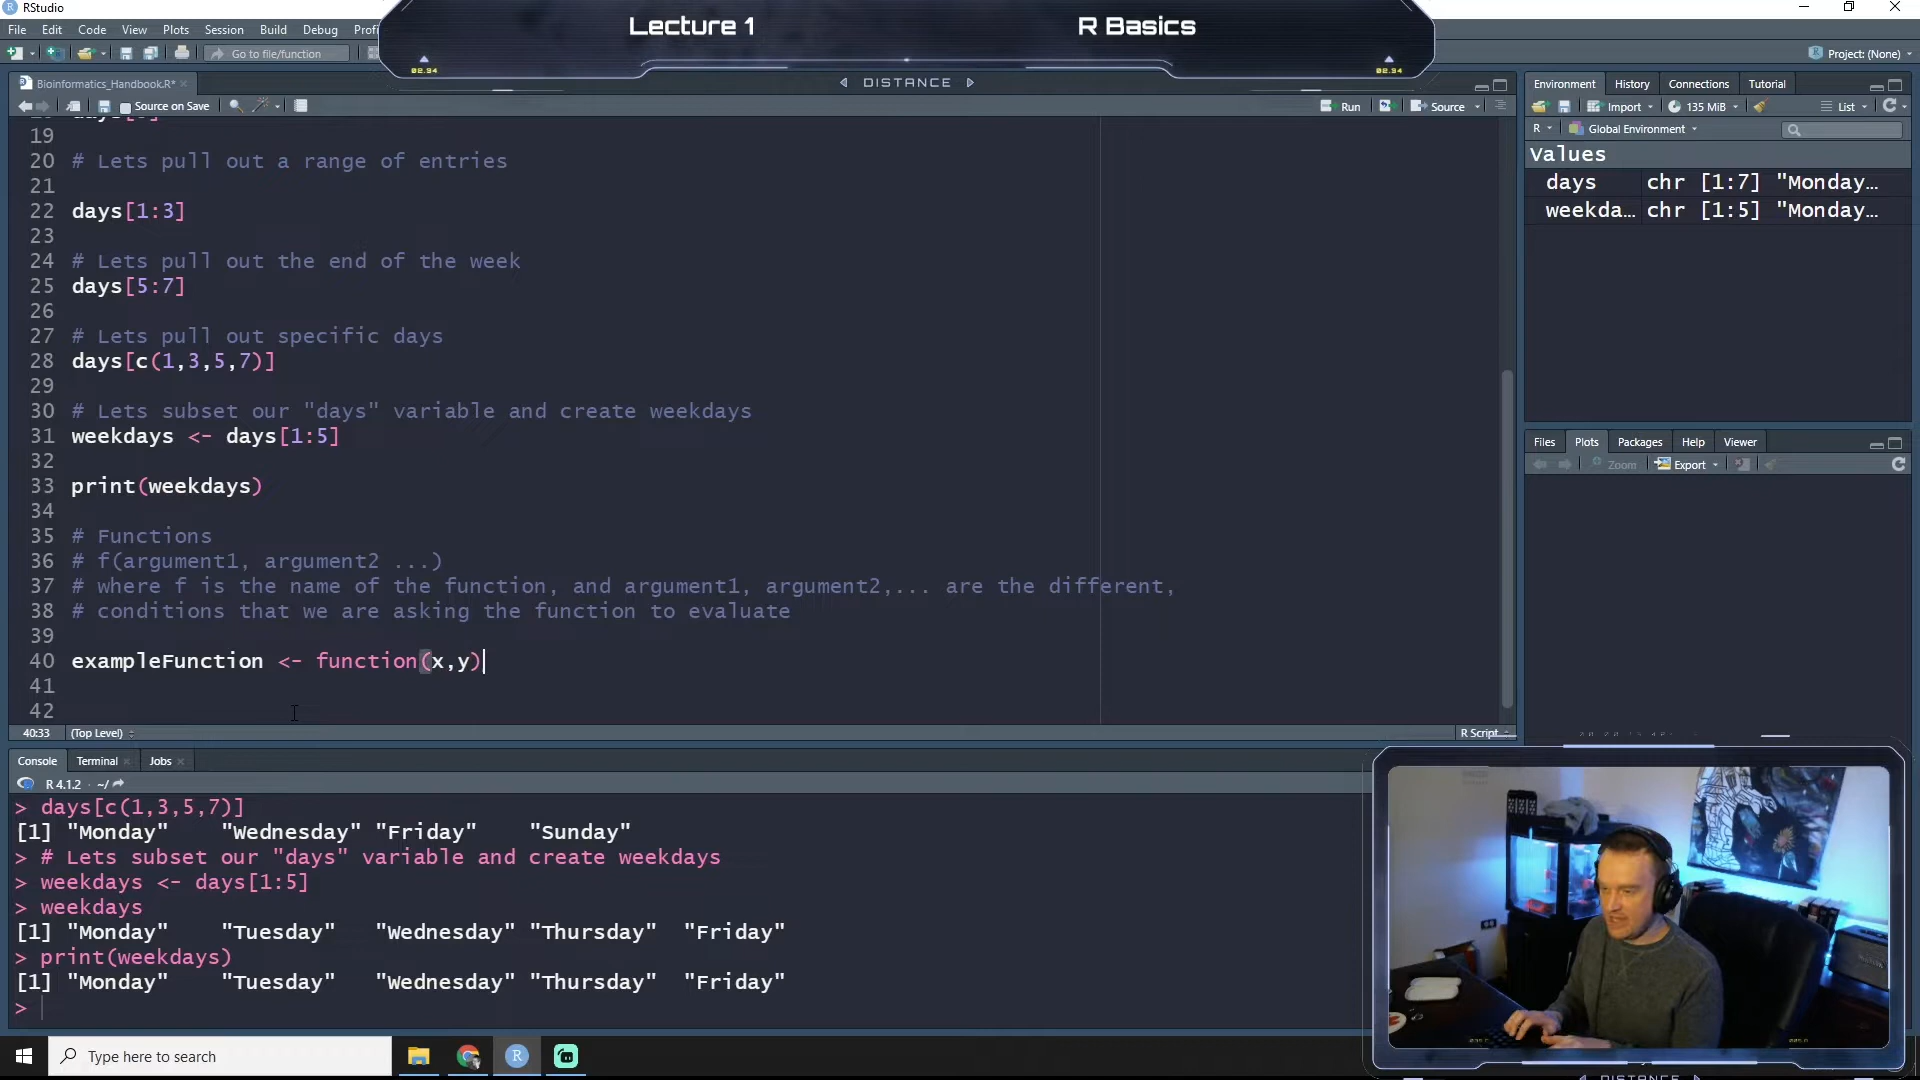 RStudio
Lecture 1 R Basics
File Edit Code View Plots Session Build Debug Profi
Go to file/function
Project: (None)
02.94 02.94
DISTANCE
Bioinformatics_Handbook.R*
Source on Save
Run Source
19
20 # Lets pull out a range of entries
21
22 days[1:3]
23
24 # Lets pull out the end of the week
25 days[5:7]
26
27 # Lets pull out specific days
28 days[c(1,3,5,7)]
29
30 # Lets subset our "days" variable and create weekdays
31 weekdays <- days[1:5]
32
33 print(weekdays)
34
35 # Functions
36 # f(argument1, argument2 ...)
37 # where f is the name of the function, and argument1, argument2,... are the different,
38 # conditions that we are asking the function to evaluate
39
40 exampleFunction <- function(x,y)
41
42
40:33 (Top Level) R Script
Console Terminal Jobs
R 4.1.2 · ~/
> days[c(1,3,5,7)]
[1] "Monday" "Wednesday" "Friday" "Sunday"
> # Lets subset our "days" variable and create weekdays
> weekdays <- days[1:5]
> weekdays
[1] "Monday" "Tuesday" "Wednesday" "Thursday" "Friday"
> print(weekdays)
[1] "Monday" "Tuesday" "Wednesday" "Thursday" "Friday"
>
Environment History Connections Tutorial
Import 135 MiB List
R Global Environment
Values
days chr [1:7] "Monday…
weekda… chr [1:5] "Monday…
Files Plots Packages Help Viewer
Zoom Export
Type here to search
DISTANCE